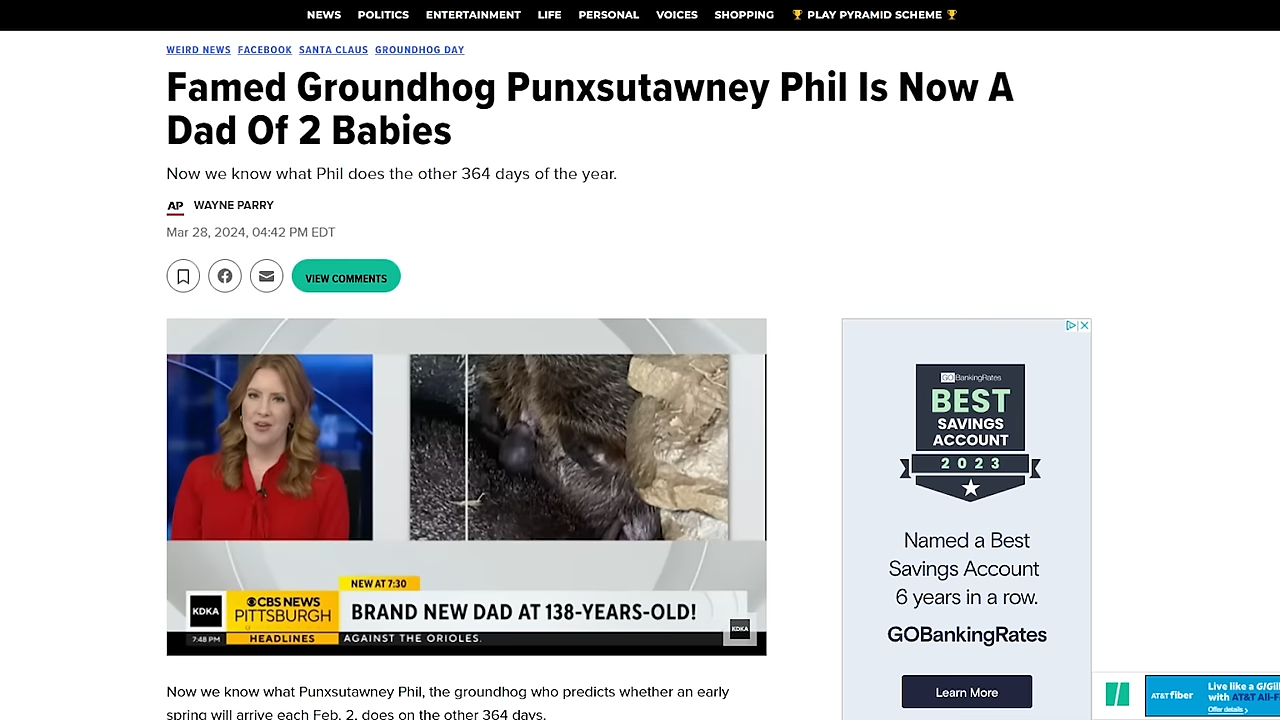 NEWS POLITICS ENTERTAINMENT LIFE PERSONAL VOICES SHOPPING 🏆 PLAY PYRAMID SCHEME 🏆
WEIRD NEWS FACEBOOK SANTA CLAUS GROUNDHOG DAY
Famed Groundhog Punxsutawney Phil Is Now A
Dad Of 2 Babies
Now we know what Phil does the other 364 days of the year.
AP WAYNE PARRY
Mar 28, 2024, 04:42 PM EDT
VIEW COMMENTS
NEW AT 7:30
KDKA
CBS NEWS
PITTSBURGH
BRAND NEW DAD AT 138-YEARS-OLD!
KDKA
7:48 PM HEADLINES AGAINST THE ORIOLES.
Now we know what Punxsutawney Phil, the groundhog who predicts whether an early
spring will arrive each Feb. 2, does on the other 364 days.
GOBankingRates
BEST
SAVINGS
ACCOUNT
2023
Named a Best
Savings Account
6 years in a row.
GOBankingRates
Learn More
AT&T fiber
Live like a GIGIl
with AT&T All-F
Offer details ›